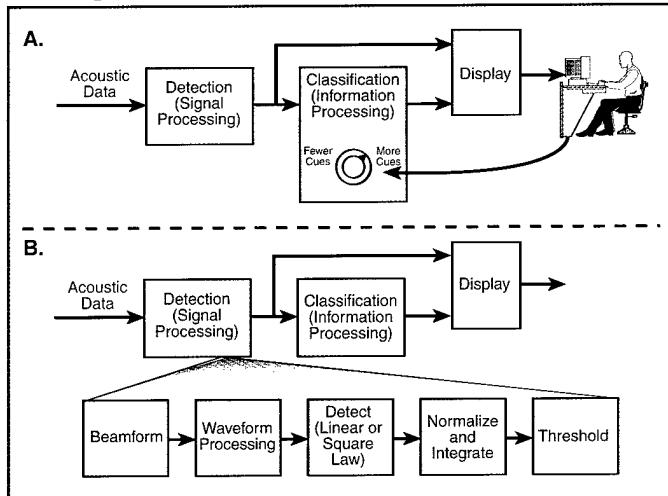 A.
Acoustic
Data
Detection
(Signal
Processing)
Classification
(Information
Processing)
Fewer
Cues
More
Cues
Display
B.
Acoustic
Data
Detection
(Signal
Processing)
Classification
(Information
Processing)
Display
Beamform
Waveform
Processing
Detect
(Linear or
Square
Law)
Normalize
and
Integrate
Threshold